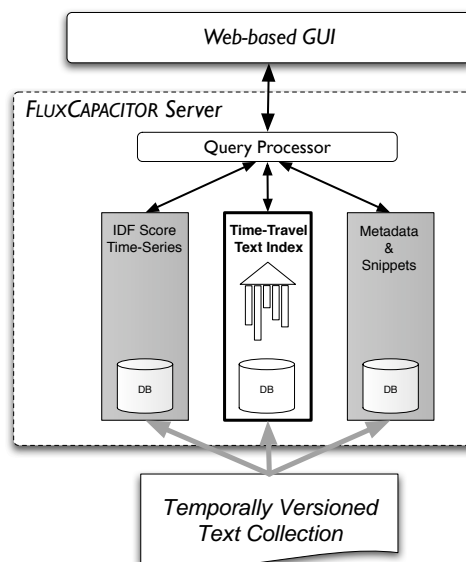 Web-based GUI
FLUXCAPACITOR Server
Query Processor
IDF Score
Time-Series
Time-Travel
Text Index
Metadata
&
Snippets
DB
DB
DB
Temporally Versioned
Text Collection